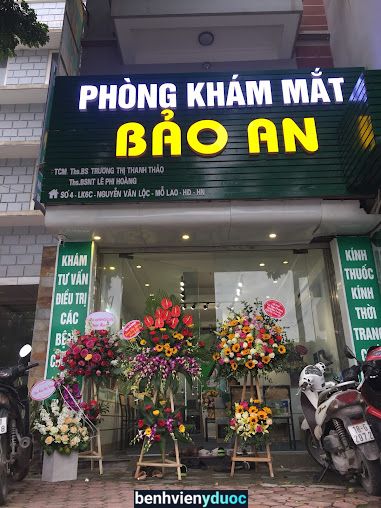 PHÒNG KHÁM MẮT
BẢO AN
TCM. Ths.BS TRƯƠNG THỊ THANH THẢO
Ths.BSNT LÊ PHI HOÀNG
SỐ 4 - LK6C - NGUYỄN VĂN LỘC - MỖ LAO - HĐ - HN
KHÁM
TƯ VẤN
ĐIỀU TRỊ
CÁC
KÍNH
THUỐC
KÍNH
THỜI
TRANG
benhvienyduoc